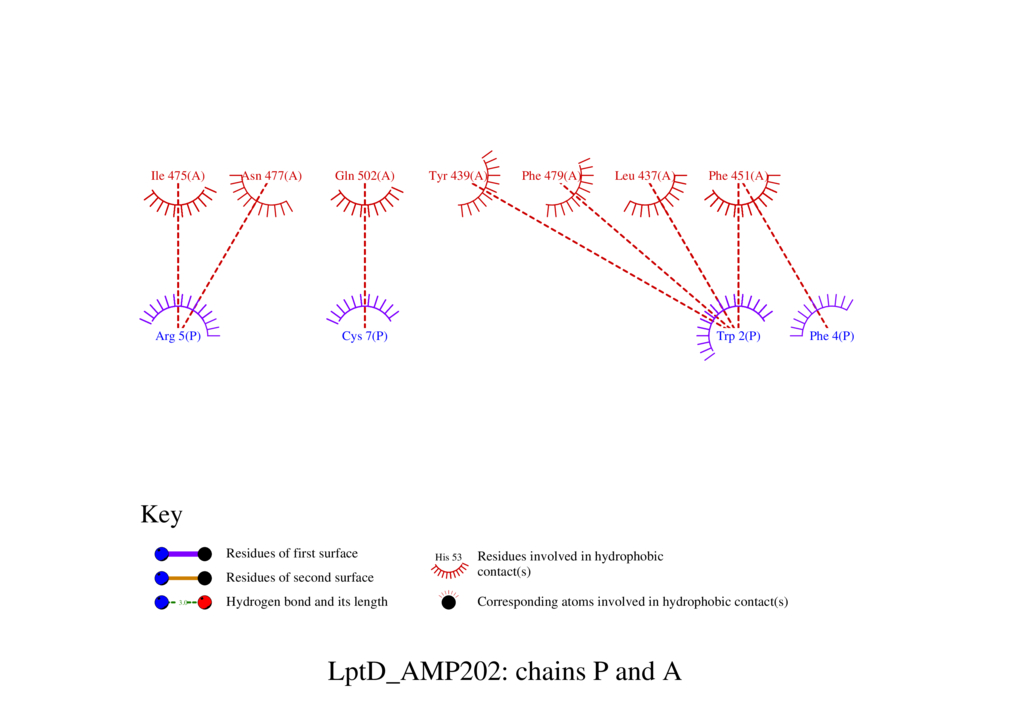 Ile 475(A) Asn 477(A) Gln 502(A) Tyr 439(A) Phe 479(A) Leu 437(A) Phe 451(A)
Arg 5(P) Cys 7(P) Trp 2(P) Phe 4(P)
Key
Residues of first surface
Residues of second surface
3.0
Hydrogen bond and its length
His 53
Residues involved in hydrophobic
contact(s)
Corresponding atoms involved in hydrophobic contact(s)
LptD_AMP202: chains P and A